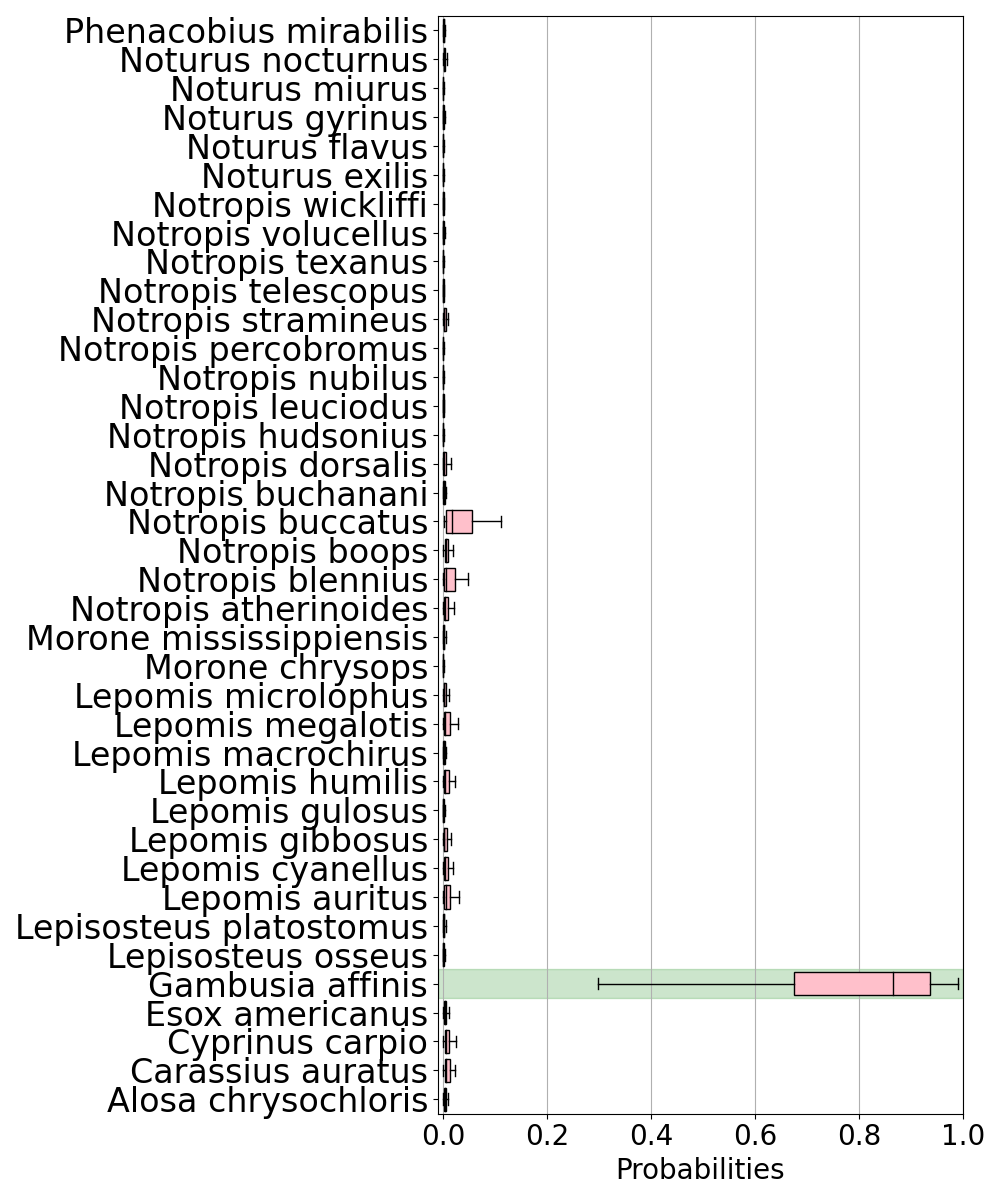 Phenacobius mirabilis
Noturus nocturnus
Noturus miurus
Noturus gyrinus
Noturus flavus
Noturus exilis
Notropis wickliffi
Notropis volucellus
Notropis texanus
Notropis telescopus
Notropis stramineus
Notropis percobromus
Notropis nubilus
Notropis leuciodus
Notropis hudsonius
Notropis dorsalis
Notropis buchanani
Notropis buccatus
Notropis boops
Notropis blennius
Notropis atherinoides
Morone mississippiensis
Morone chrysops
Lepomis microlophus
Lepomis megalotis
Lepomis macrochirus
Lepomis humilis
Lepomis gulosus
Lepomis gibbosus
Lepomis cyanellus
Lepomis auritus
Lepisosteus platostomus
Lepisosteus osseus
Gambusia affinis
Esox americanus
Cyprinus carpio
Carassius auratus
Alosa chrysochloris
0.0 0.2 0.4 0.6 0.8 1.0
Probabilities